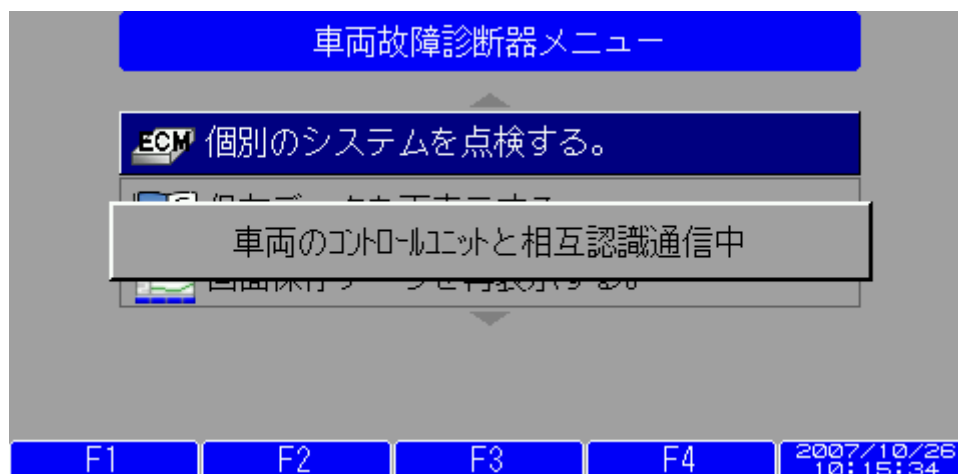 車両故障診断器メニュー
ECM 個別のシステムを点検する。
車両のｺﾝﾄﾛｰﾙﾕﾆｯﾄと相互認識通信中
F1 F2 F3 F4 2007/10/26
10:15:34